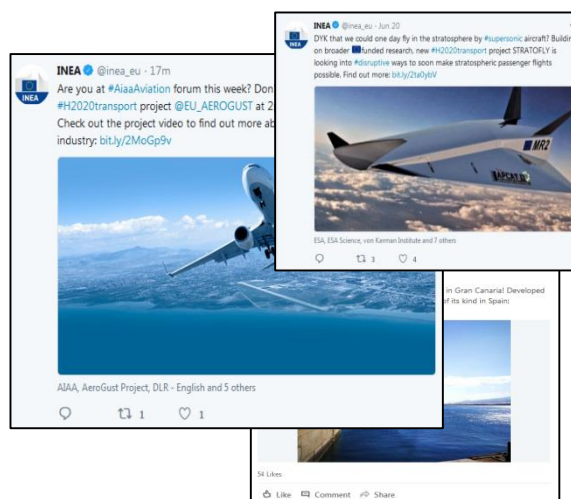 INEA @inea_eu · 17m
Are you at #AiaaAviation forum this week? Don
#H2020transport project @EU_AEROGUST at 2
Check out the project video to find out more ab
industry: bit.ly/2MoGp9v
AIAA, AeroGust Project, DLR - English and 5 others
1 1
INEA @inea_eu · Jun 20
DYK that we could one day fly in the stratosphere by #supersonic aircraft? Buildin
on broader funded research, new #H2020transport project STRATOFLY is
looking into #disruptive ways to soon make stratospheric passenger flights
possible. Find out more: bit.ly/2ta0ybV
MR2
ESA, ESA Science, von Karman Institute and 7 others
3 4
in Gran Canaria! Developed
of its kind in Spain:
54 Likes
Like Comment Share
INEA
INEA